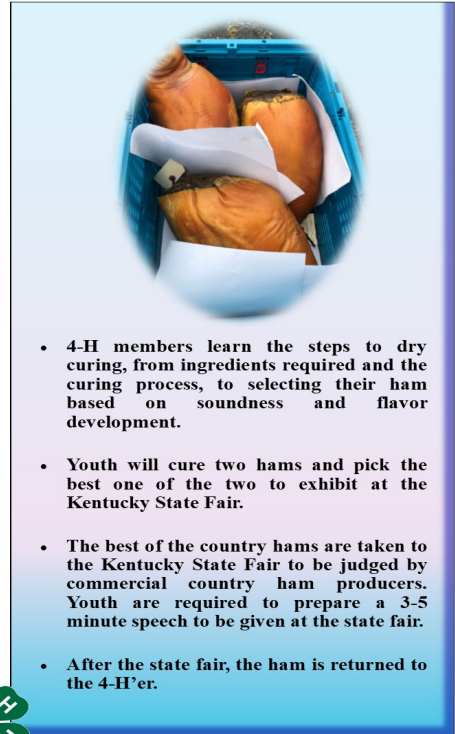 • 4-H members learn the steps to dry
curing, from ingredients required and the
curing process, to selecting their ham
based on soundness and flavor
development.
• Youth will cure two hams and pick the
best one of the two to exhibit at the
Kentucky State Fair.
• The best of the country hams are taken to
the Kentucky State Fair to be judged by
commercial country ham producers.
Youth are required to prepare a 3-5
minute speech to be given at the state fair.
• After the state fair, the ham is returned to
the 4-H’er.
H